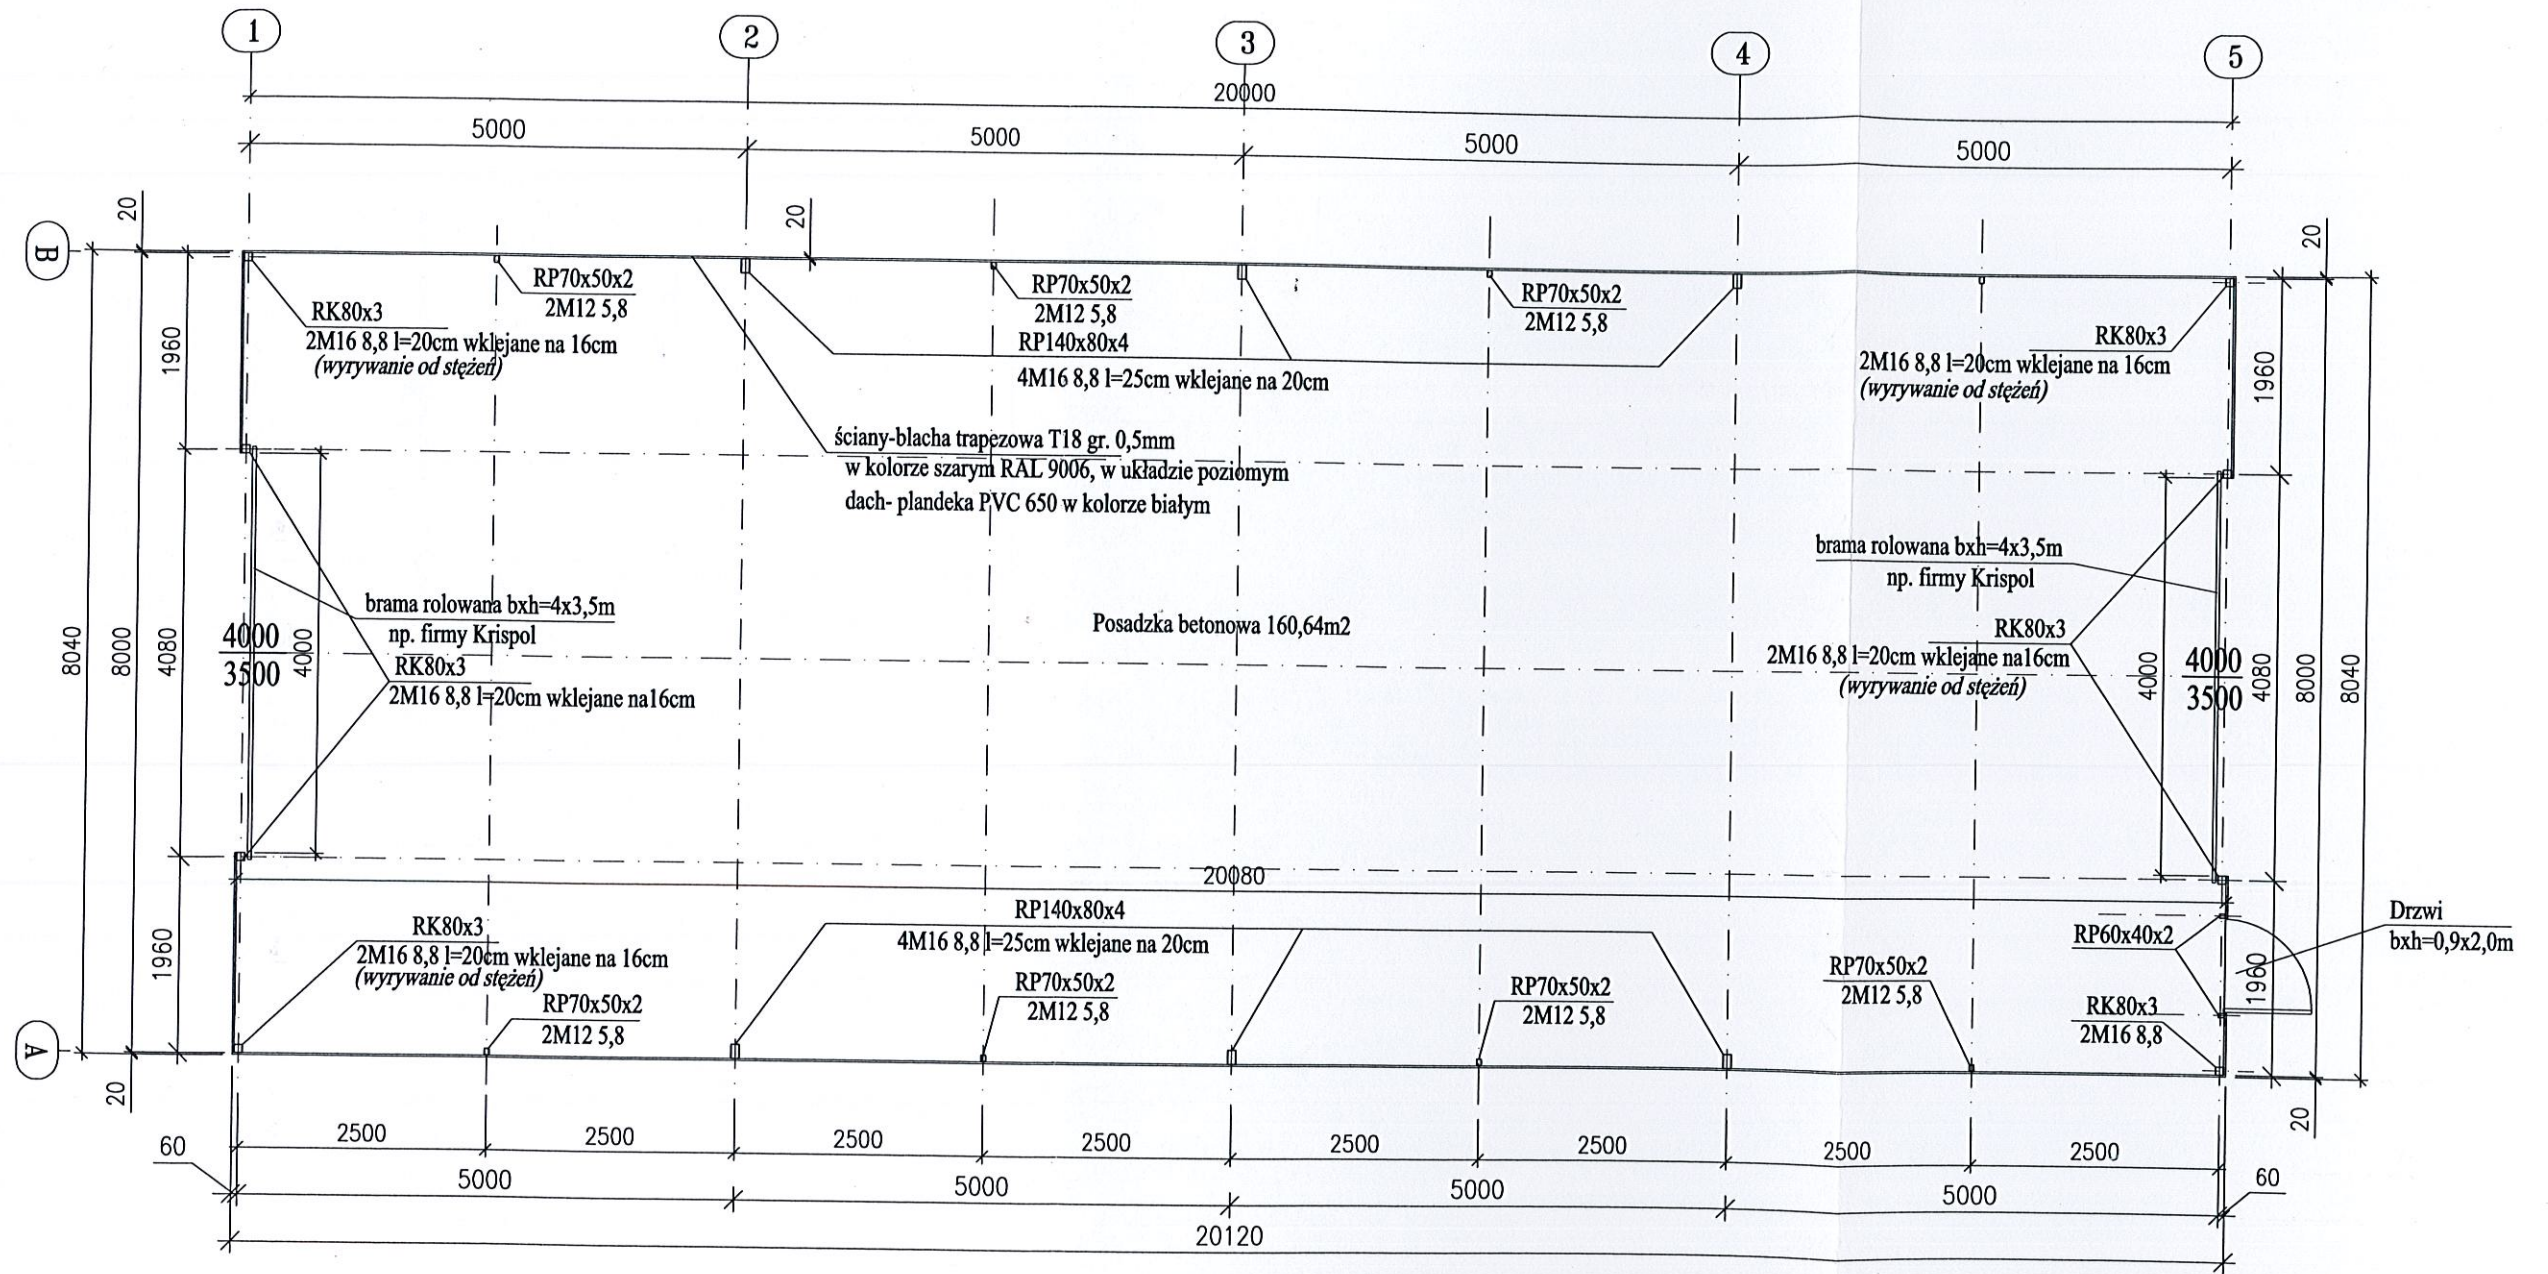 1
2
3
4
5
20000
5000
5000
5000
5000
20
20
20
B
RP70x50x2
2M12 5,8
RP70x50x2
2M12 5,8
RP70x50x2
2M12 5,8
RK80x3
2M16 8,8 l=20cm wklejane na 16cm
(wyrywanie od stężeń)
RP140x80x4
4M16 8,8 l=25cm wklejane na 20cm
RK80x3
2M16 8,8 l=20cm wklejane na 16cm
(wyrywanie od stężeń)
1960
1960
ściany-blacha trapezowa T18 gr. 0,5mm
w kolorze szarym RAL 9006, w układzie poziomym
dach- plandeka PVC 650 w kolorze białym
brama rolowana bxh=4x3,5m
np. firmy Krispol
brama rolowana bxh=4x3,5m
np. firmy Krispol
Posadzka betonowa 160,64m2
8040
8000
4080
4000
3500
4000
RK80x3
2M16 8,8 l=20cm wklejane na16cm
RK80x3
2M16 8,8 l=20cm wklejane na16cm
(wyrywanie od stężeń)
4000
4000
3500
4080
8000
8040
20080
1960
RK80x3
2M16 8,8 l=20cm wklejane na 16cm
(wyrywanie od stężeń)
RP70x50x2
2M12 5,8
RP140x80x4
4M16 8,8 l=25cm wklejane na 20cm
RP70x50x2
2M12 5,8
RP70x50x2
2M12 5,8
RP70x50x2
2M12 5,8
RP60x40x2
RK80x3
2M16 8,8
1960
Drzwi
bxh=0,9x2,0m
A
20
20
60
2500
2500
2500
2500
2500
2500
2500
2500
5000
5000
5000
5000
60
20120